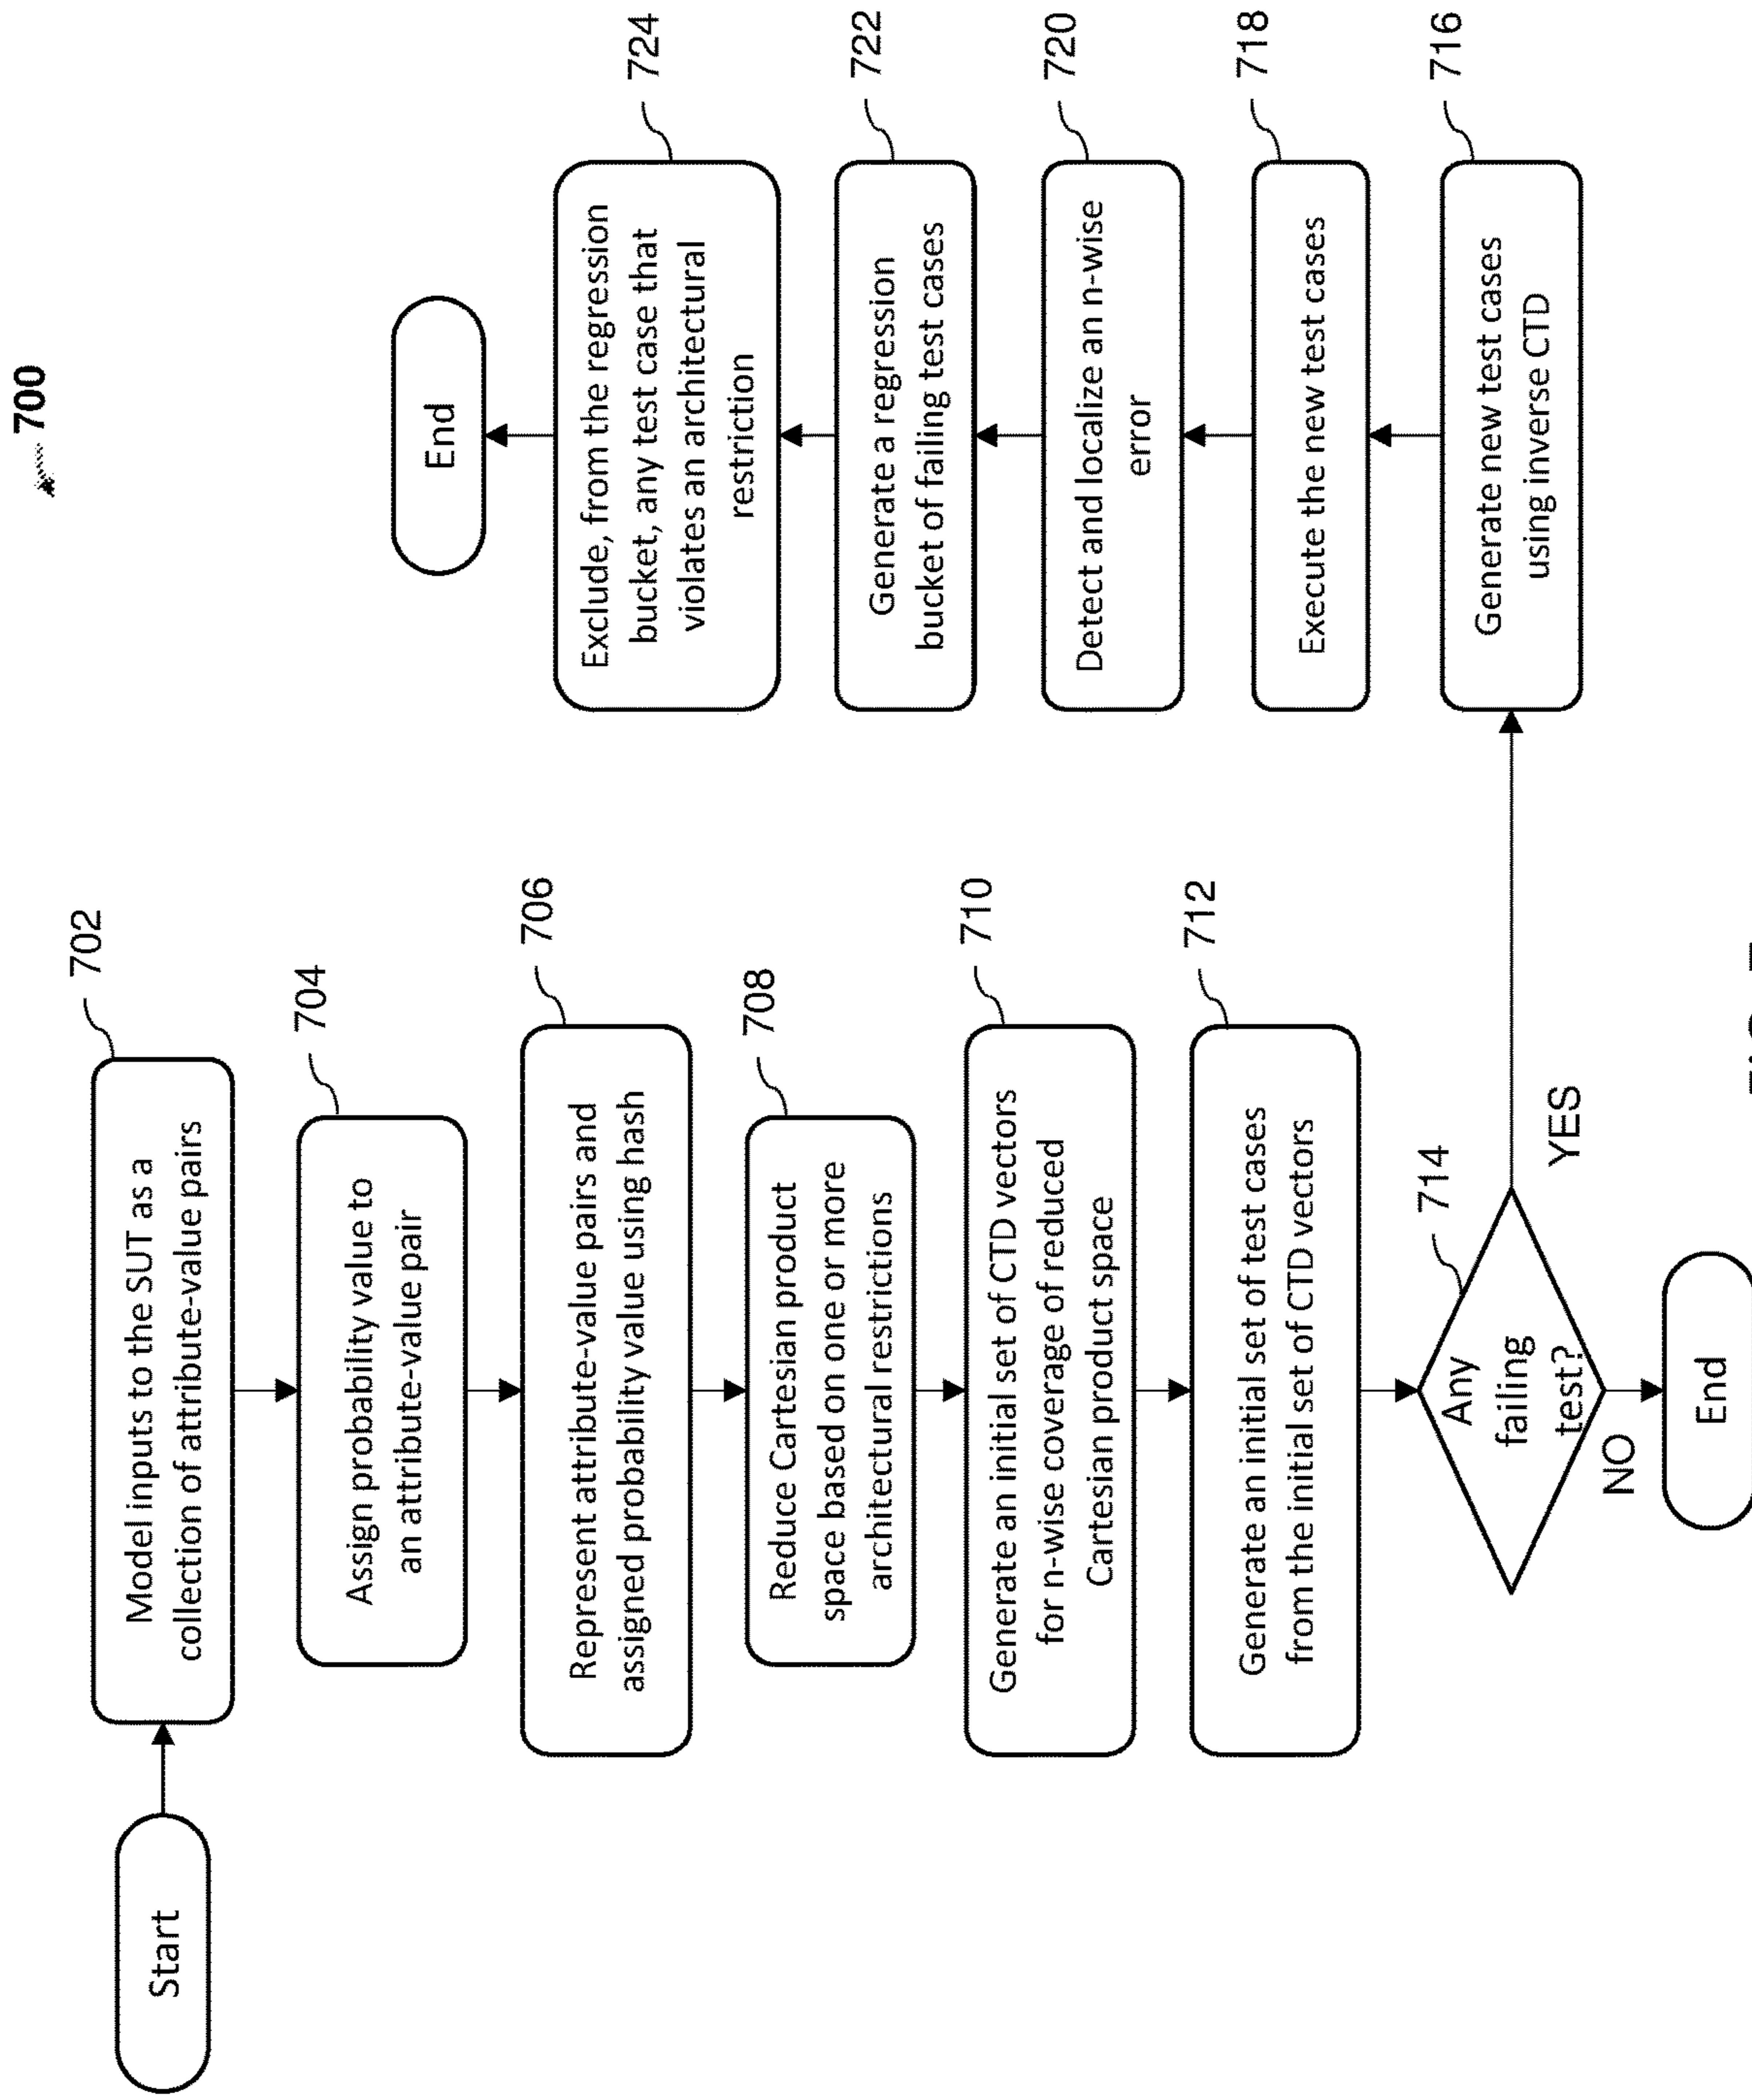 700
Start
Model inputs to the SUT as a
collection of attribute-value pairs
702
Assign probability value to
an attribute-value pair
704
Represent attribute-value pairs and
assigned probability value using hash
706
Reduce Cartesian product
space based on one or more
architectural restrictions
708
Generate an initial set of CTD vectors
for n-wise coverage of reduced
Cartesian product space
710
Generate an initial set of test cases
from the initial set of CTD vectors
712
Any
failing
test?
714
NO
YES
End
Generate new test cases
using inverse CTD
716
Execute the new test cases
718
Detect and localize an n-wise
error
720
Generate a regression
bucket of failing test cases
722
Exclude, from the regression
bucket, any test case that
violates an architectural
restriction
724
End